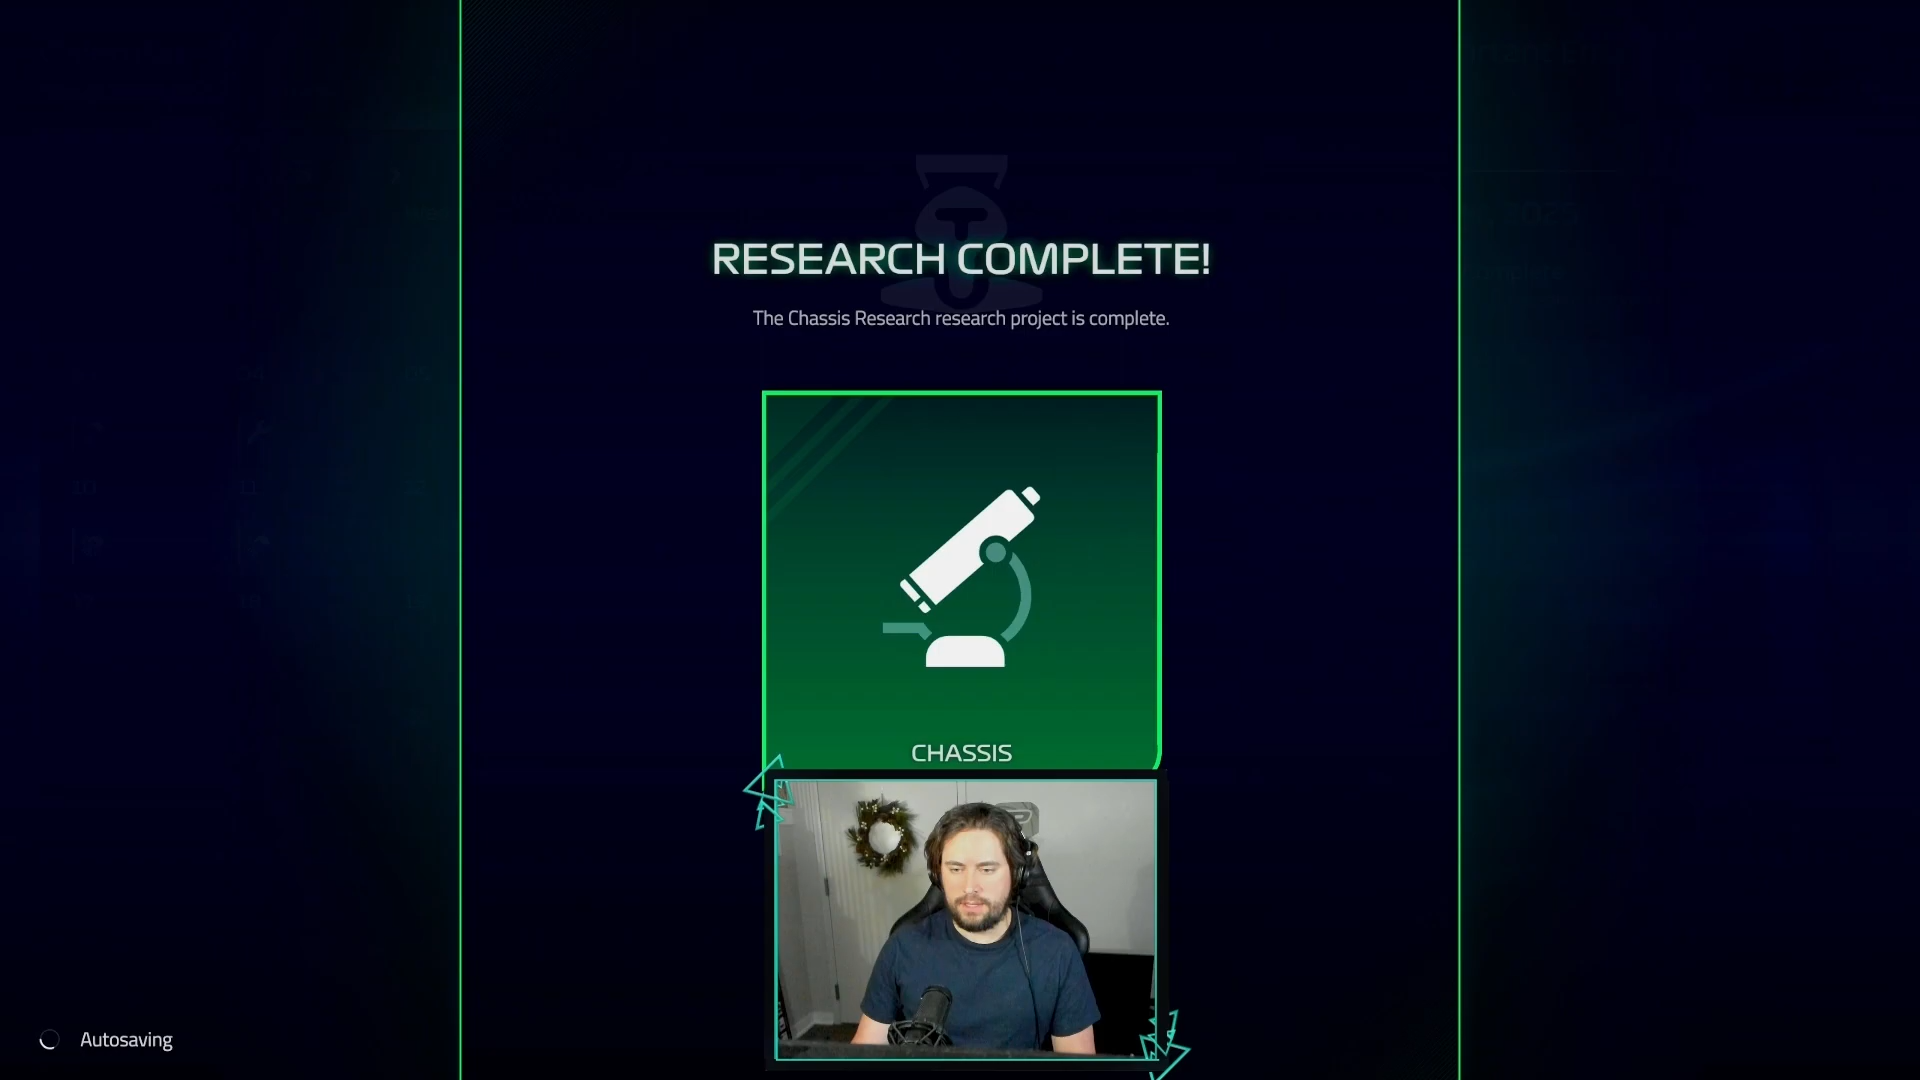 RESEARCH COMPLETE!
The Chassis Research research project is complete.
CHASSIS
Autosaving